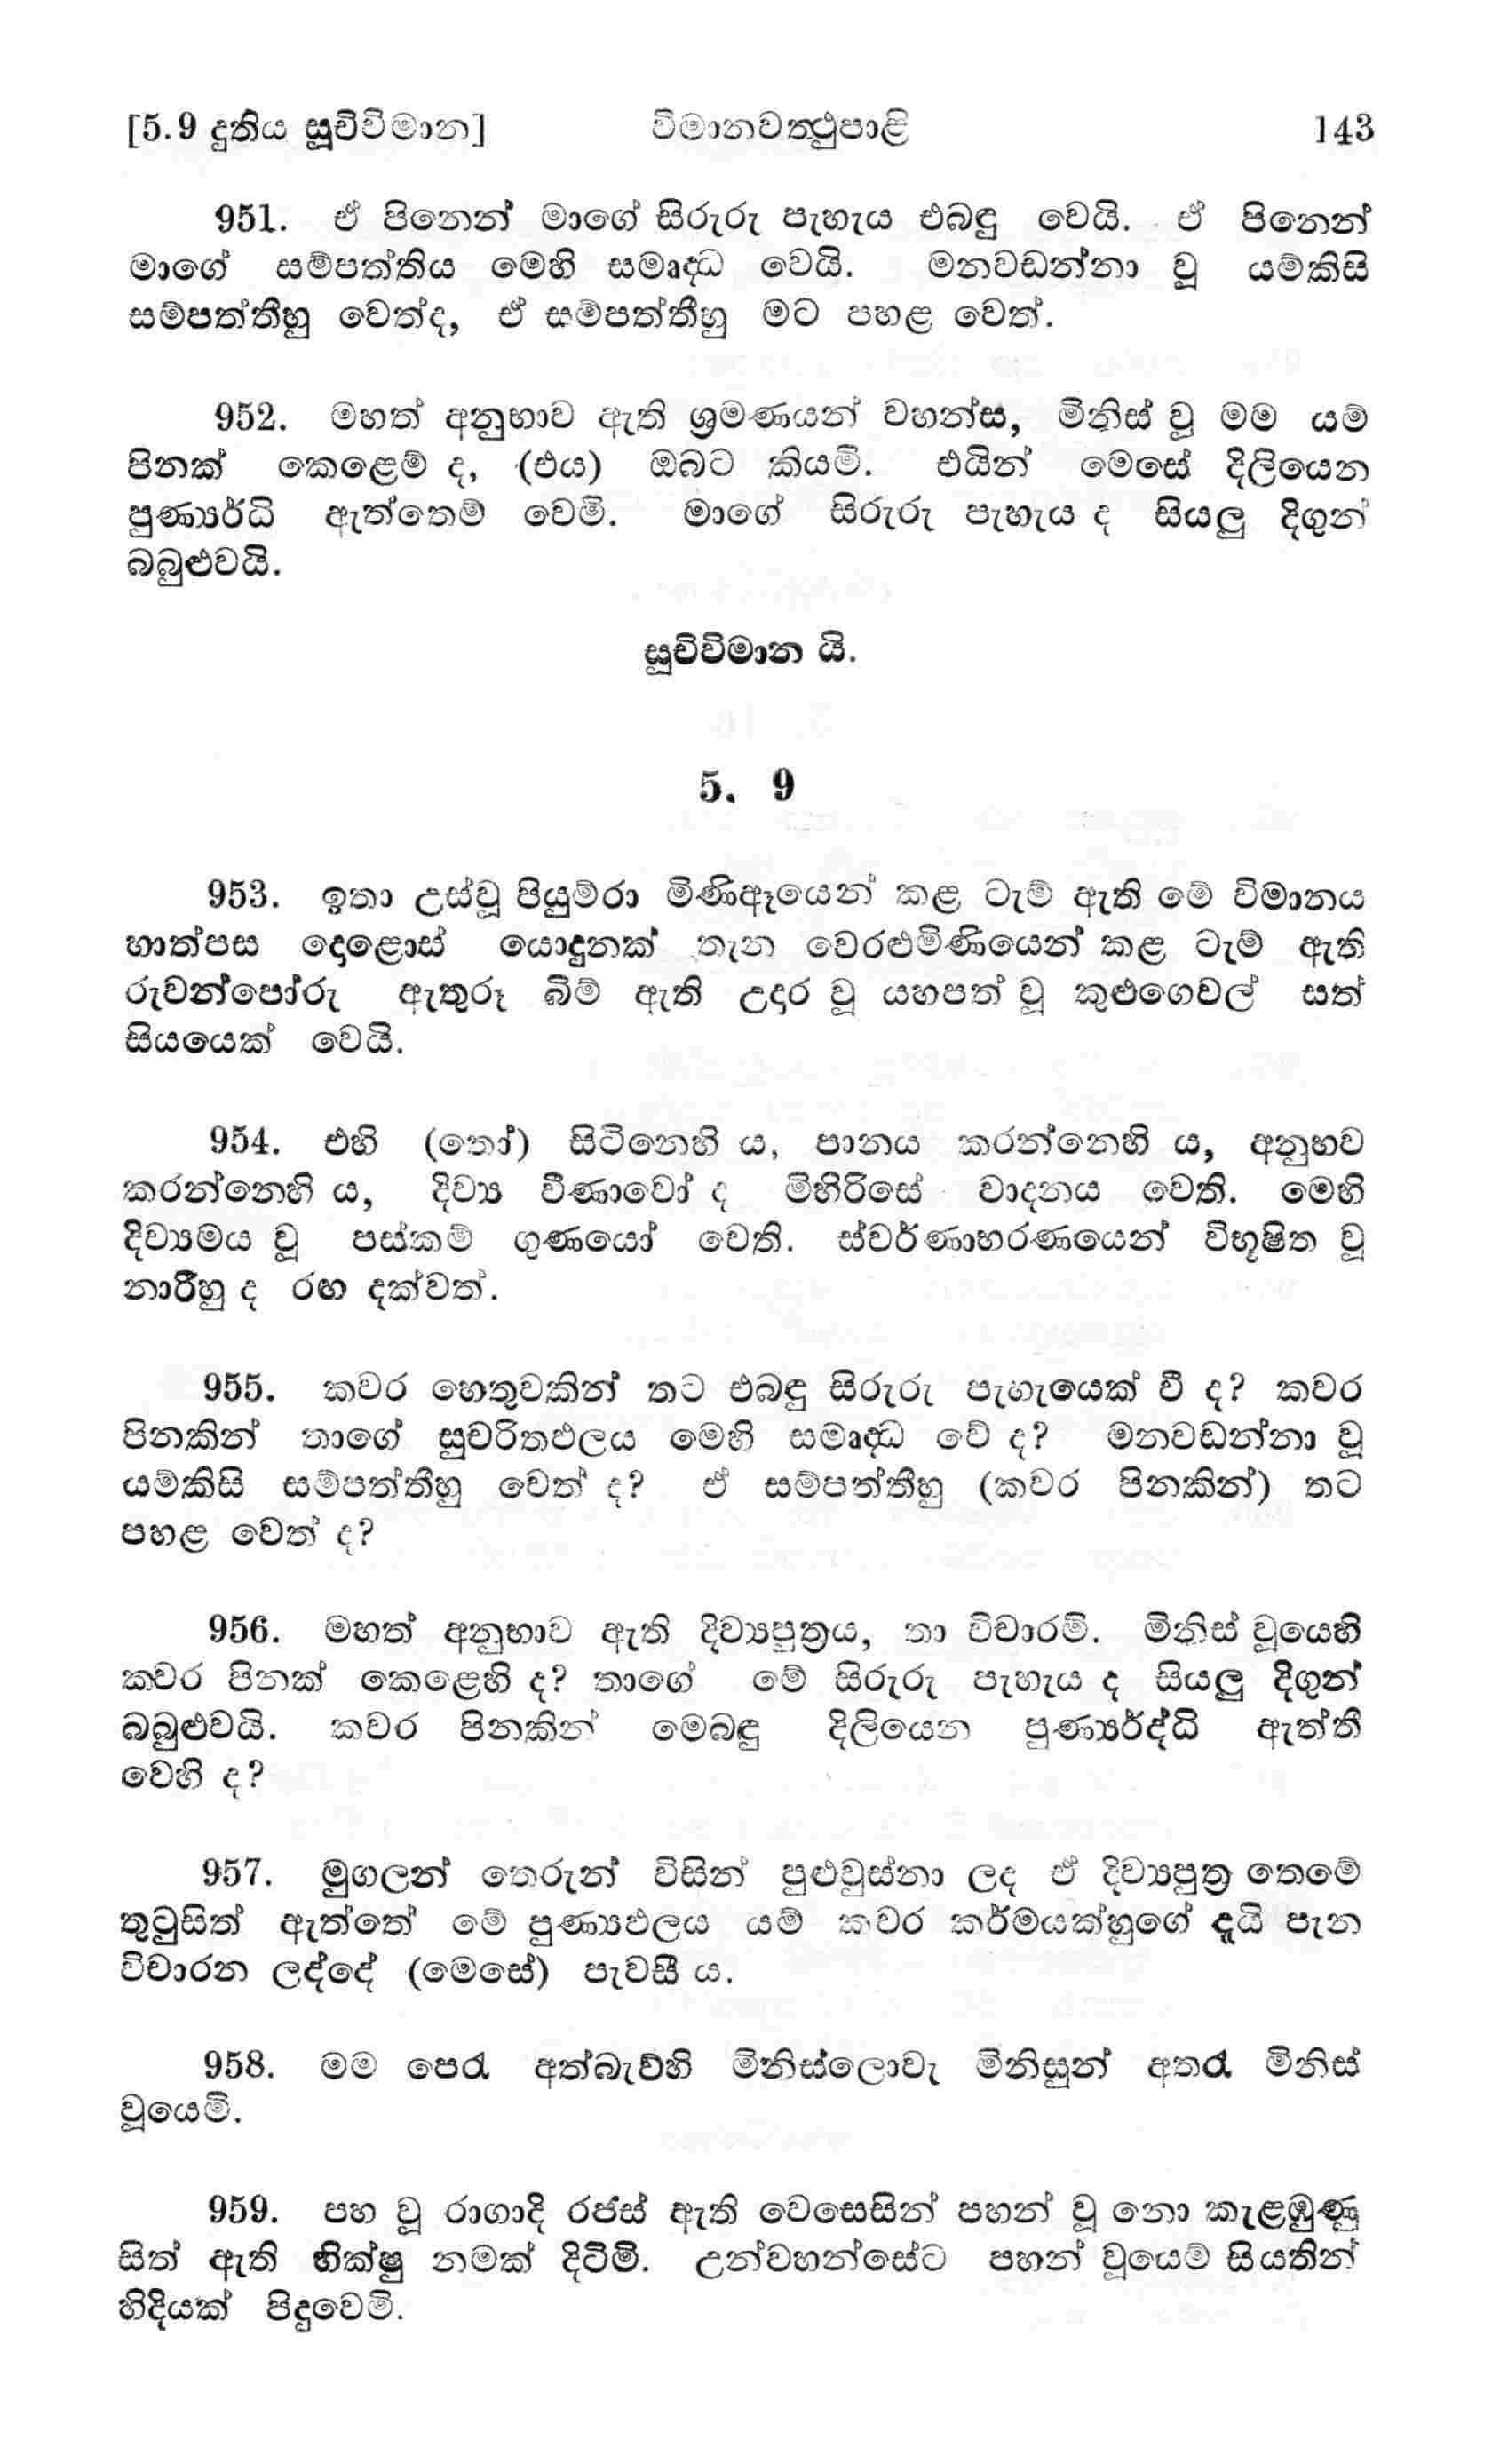 [5.9 දුතිය සූචිවිමාන] විමානවත්‍ථුපාළි 143
951. ඒ පිනෙන් මාගේ සිරුරු පැහැය එබඳු වෙයි. ඒ පිනෙන්
මාගේ සම්පත්තිය මෙහි සමෘද්ධ වෙයි. මනවඩන්නා වූ යම්කිසි
සම්පත්තීහු වෙත්ද, ඒ සම්පත්තීහු මට පහළ වෙත්.
952. මහත් අනුභාව ඇති ශ්‍රමණයන් වහන්ස, මිනිස් වූ මම යම්
පිනක් කෙළෙම් ද, (එය) ඔබට කියමි. එයින් මෙසේ දිලියෙන
පුණ්‍යර්ධි ඇත්තෙම් වෙමි. මාගේ සිරුරු පැහැය ද සියලු දිගුන්
බබුළුවයි.
සූචිවිමාන යි.
5. 9
953. ඉතා උස්වූ පියුම්රා මිණිඇයෙන් කළ ටැම් ඇති මේ විමානය
හාත්පස දෙළොස් යොදුනක් තැන වෙරළුමිණියෙන් කළ ටැම් ඇති
රුවන්පෝරු ඇතුරූ බිම් ඇති උදර වූ යහපත් වූ කුළුගෙවල් සත්
සියයෙක් වෙයි.
954. එහි (තෝ) සිටිනෙහි ය, පානය කරන්නෙහි ය, අනුභව
කරන්නෙහි ය, දිව්‍ය වීණාවෝ ද මිහිරිසේ වාදනය වෙති. මෙහි
දිව්‍යමය වූ පස්කම් ගුණයෝ වෙති. ස්වර්ණාභරණයෙන් විභූෂිත වූ
නාරීහු ද රඟ දක්වත්.
955. කවර හෙතුවකින් තට එබඳු සිරුරු පැහැයෙක් වී ද? කවර
පිනකින් තාගේ සුචරිතඵලය මෙහි සමෘද්ධ වේ ද? මනවඩන්නා වූ
යම්කිසි සම්පත්තීහු වෙත් ද? ඒ සම්පත්තීහු (කවර පිනකින්) තට
පහළ වෙත් ද?
956. මහත් අනුභාව ඇති දිව්‍යපුත්‍රය, තා විචාරමි. මිනිස් වූයෙහි
කවර පිනක් කෙළෙහි ද? තාගේ මේ සිරුරු පැහැය ද සියලු දිගුන්
බබුළුවයි. කවර පිනකින් මෙබඳු දිලියෙන පුණ්‍යර්ද්ධි ඇත්තී
වෙහි ද?
957. මුගලන් තෙරුන් විසින් පුළුවුස්නා ලද ඒ දිව්‍යපුත්‍ර තෙමේ
තුටුසිත් ඇත්තේ මේ පුණ්‍යඵලය යම් කවර කර්මයක්හුගේ දැයි පැන
විචාරන ලද්දේ (මෙසේ) පැවසී ය.
958. මම පෙරැ අත්බැව්හි මිනිස්ලොවැ මිනිසුන් අතරැ මිනිස්
වූයෙමි.
959. පහ වූ රාගාදි රජස් ඇති වෙසෙසින් පහන් වූ නො කැළඹුණු
සිත් ඇති භික්ෂු නමක් දිටිමි. උන්වහන්සේට පහන් වූයෙම් සියතින්
හිදියක් පිදුවෙමි.